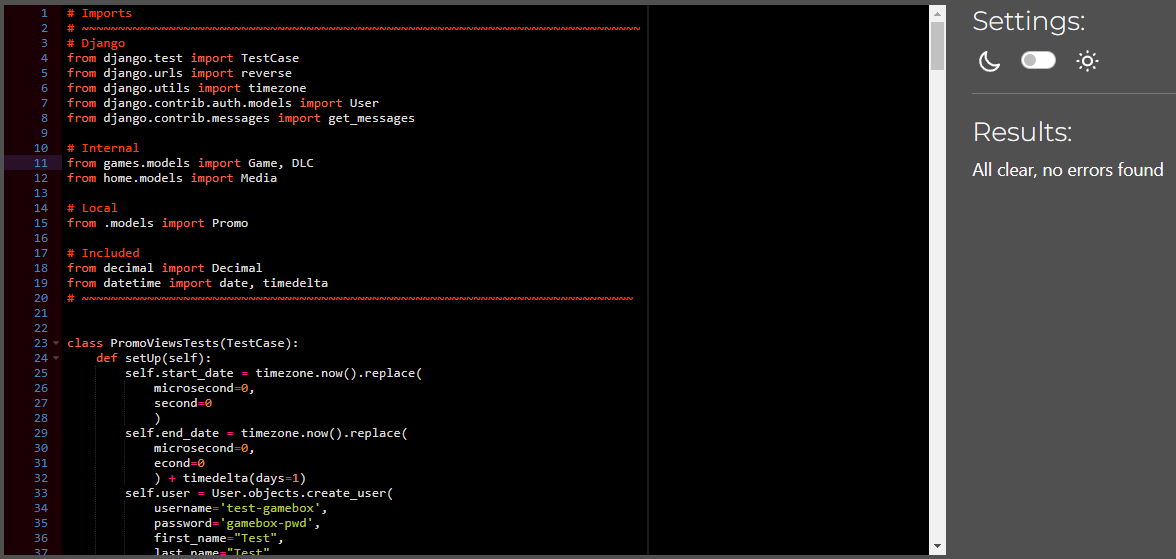 1 # Imports
2 # ~~~~~~~~~~~~~~~~~~~~~~~~~~~~~~~~~~~~~~~~~~~~~~~~~~~~~~~~~~~~~~~~~~~~~~~~~~~~~
3 # Django
4 from django.test import TestCase
5 from django.urls import reverse
6 from django.utils import timezone
7 from django.contrib.auth.models import User
8 from django.contrib.messages import get_messages
9
10 # Internal
11 from games.models import Game, DLC
12 from home.models import Media
13
14 # Local
15 from .models import Promo
16
17 # Included
18 from decimal import Decimal
19 from datetime import date, timedelta
20 # ~~~~~~~~~~~~~~~~~~~~~~~~~~~~~~~~~~~~~~~~~~~~~~~~~~~~~~~~~~~~~~~~~~~~~~~~~~~~
21
22
23 class PromoViewsTests(TestCase):
24     def setUp(self):
25         self.start_date = timezone.now().replace(
26             microsecond=0,
27             second=0
28             )
29         self.end_date = timezone.now().replace(
30             microsecond=0,
31             econd=0
32             ) + timedelta(days=1)
33         self.user = User.objects.create_user(
34             username='test-gamebox',
35             password='gamebox-pwd',
36             first_name="Test",
37             last_name="Test"
Settings:
Results:
All clear, no errors found